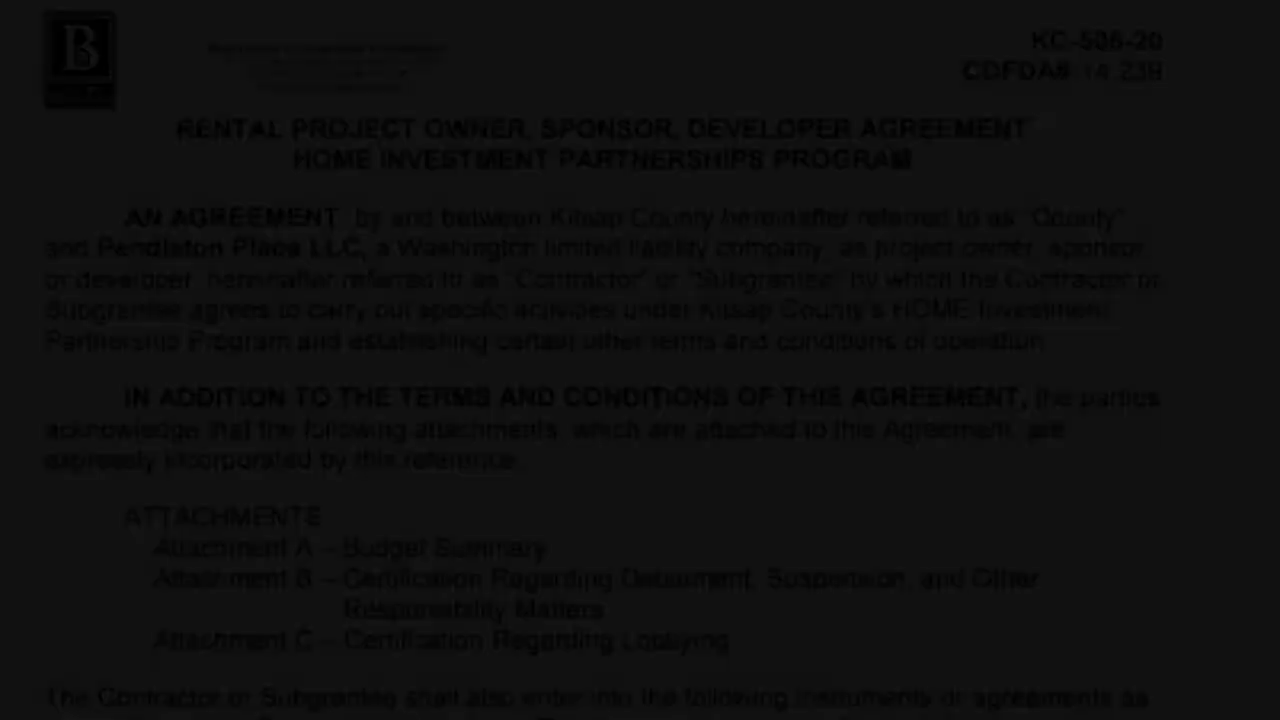 B
KC-506-20
CDFDA# 14.239
RENTAL PROJECT OWNER, SPONSOR, DEVELOPER AGREEMENT
HOME INVESTMENT PARTNERSHIPS PROGRAM
AN AGREEMENT, by and between Kitsap County hereinafter referred to as "County"
and Pendleton Place LLC, a Washington limited liability company, as project owner, sponsor
or developer, hereinafter referred to as "Contractor" or "Subgrantee" by which the Contractor or
Subgrantee agrees to carry out specific activities under Kitsap County's HOME Investment
Partnership Program and establishing certain other terms and conditions of operation.
IN ADDITION TO THE TERMS AND CONDITIONS OF THIS AGREEMENT, the parties
acknowledge that the following attachments, which are attached to this Agreement, are
expressly incorporated by this reference.
ATTACHMENTS
Attachment A – Budget Summary
Attachment B – Certification Regarding Debarment, Suspension, and Other
Responsibility Matters
Attachment C – Certification Regarding Lobbying
The Contractor or Subgrantee shall also enter into the following instruments or agreements as